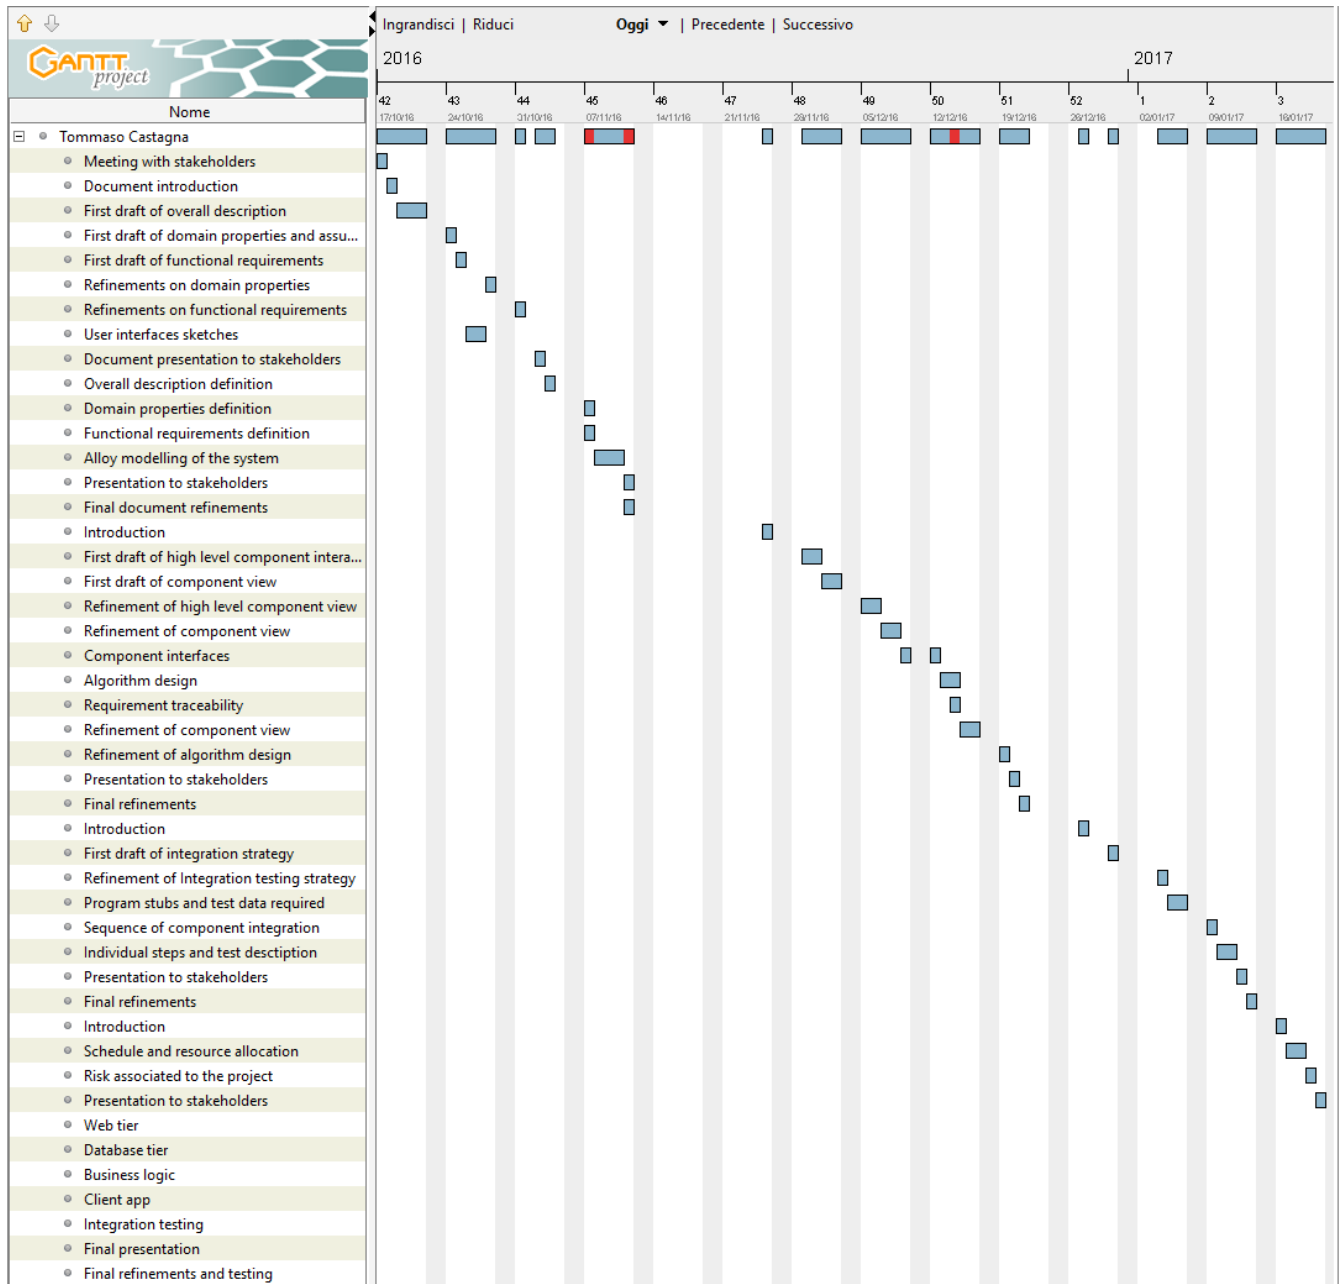 Ingrandisci | Riduci Oggi | Precedente | Successivo
GANTT
project
2016 2017
Nome
42 43 44 45 46 47 48 49 50 51 52 1 2 3
17/10/16 24/10/16 31/10/16 07/11/16 14/11/16 21/11/16 28/11/16 05/12/16 12/12/16 19/12/16 26/12/16 02/01/17 09/01/17 16/01/17
Tommaso Castagna
Meeting with stakeholders
Document introduction
First draft of overall description
First draft of domain properties and assu...
First draft of functional requirements
Refinements on domain properties
Refinements on functional requirements
User interfaces sketches
Document presentation to stakeholders
Overall description definition
Domain properties definition
Functional requirements definition
Alloy modelling of the system
Presentation to stakeholders
Final document refinements
Introduction
First draft of high level component intera...
First draft of component view
Refinement of high level component view
Refinement of component view
Component interfaces
Algorithm design
Requirement traceability
Refinement of component view
Refinement of algorithm design
Presentation to stakeholders
Final refinements
Introduction
First draft of integration strategy
Refinement of Integration testing strategy
Program stubs and test data required
Sequence of component integration
Individual steps and test desctiption
Presentation to stakeholders
Final refinements
Introduction
Schedule and resource allocation
Risk associated to the project
Presentation to stakeholders
Web tier
Database tier
Business logic
Client app
Integration testing
Final presentation
Final refinements and testing